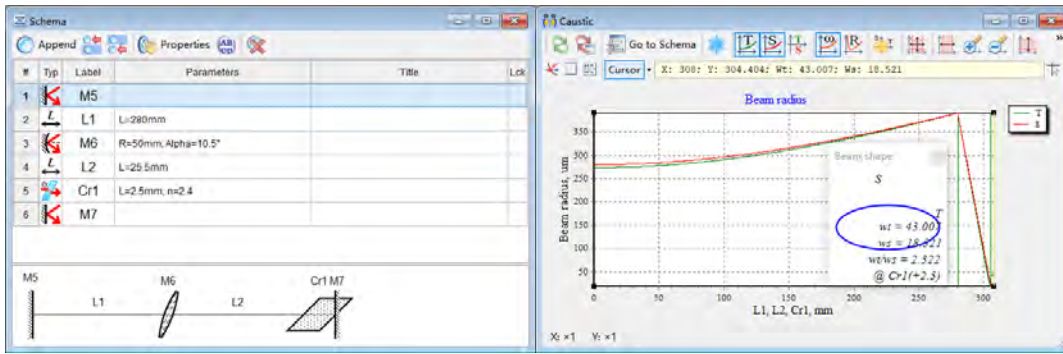 Schema
Append
Properties
# Typ Label Parameters Title Lck
1 M5
2 L L1 L=280mm
3 M6 R=50mm; Alpha=10.5°
4 L L2 L=25.5mm
5 Cr1 L=2.5mm; n=2.4
6 M7
M5 M6 Cr1 M7
L1 L2
Caustic
Go to Schema
Cursor X: 308; Y: 304.404; Wt: 43.007; Ws: 18.521
Beam radius
T
S
Beam radius, um
350
300
250
200
150
100
50
Beam shape
S
T
wt = 43.007
ws = 18.521
wt/ws = 2.322
@ Cr1(+2.5)
0 50 100 150 200 250 300
L1, L2, Cr1, mm
X: ×1 Y: ×1